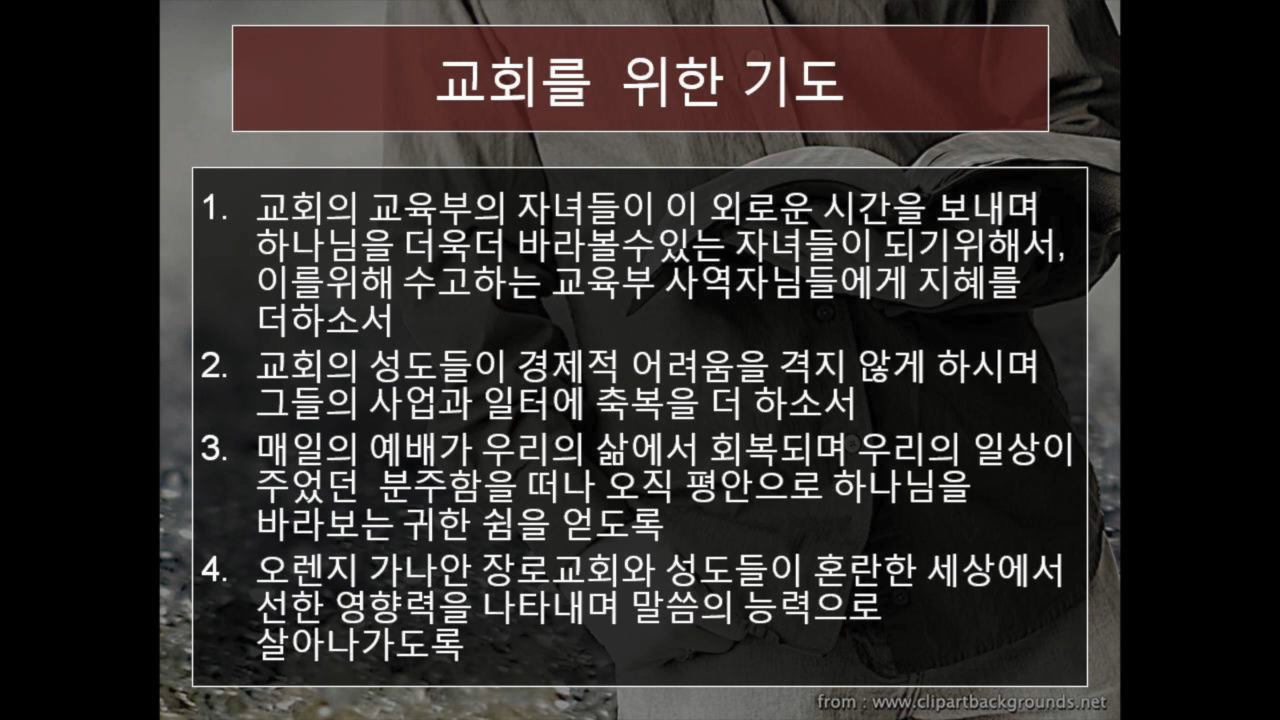 교회를 위한 기도
1. 교회의 교육부의 자녀들이 이 외로운 시간을 보내며
하나님을 더욱더 바라볼수있는 자녀들이 되기위해서,
이를위해 수고하는 교육부 사역자님들에게 지혜를
더하소서
2. 교회의 성도들이 경제적 어려움을 격지 않게 하시며
그들의 사업과 일터에 축복을 더 하소서
3. 매일의 예배가 우리의 삶에서 회복되며 우리의 일상이
주었던 분주함을 떠나 오직 평안으로 하나님을
바라보는 귀한 쉼을 얻도록
4. 오렌지 가나안 장로교회와 성도들이 혼란한 세상에서
선한 영향력을 나타내며 말씀의 능력으로
살아나가도록
from : www.clipartbackgrounds.net